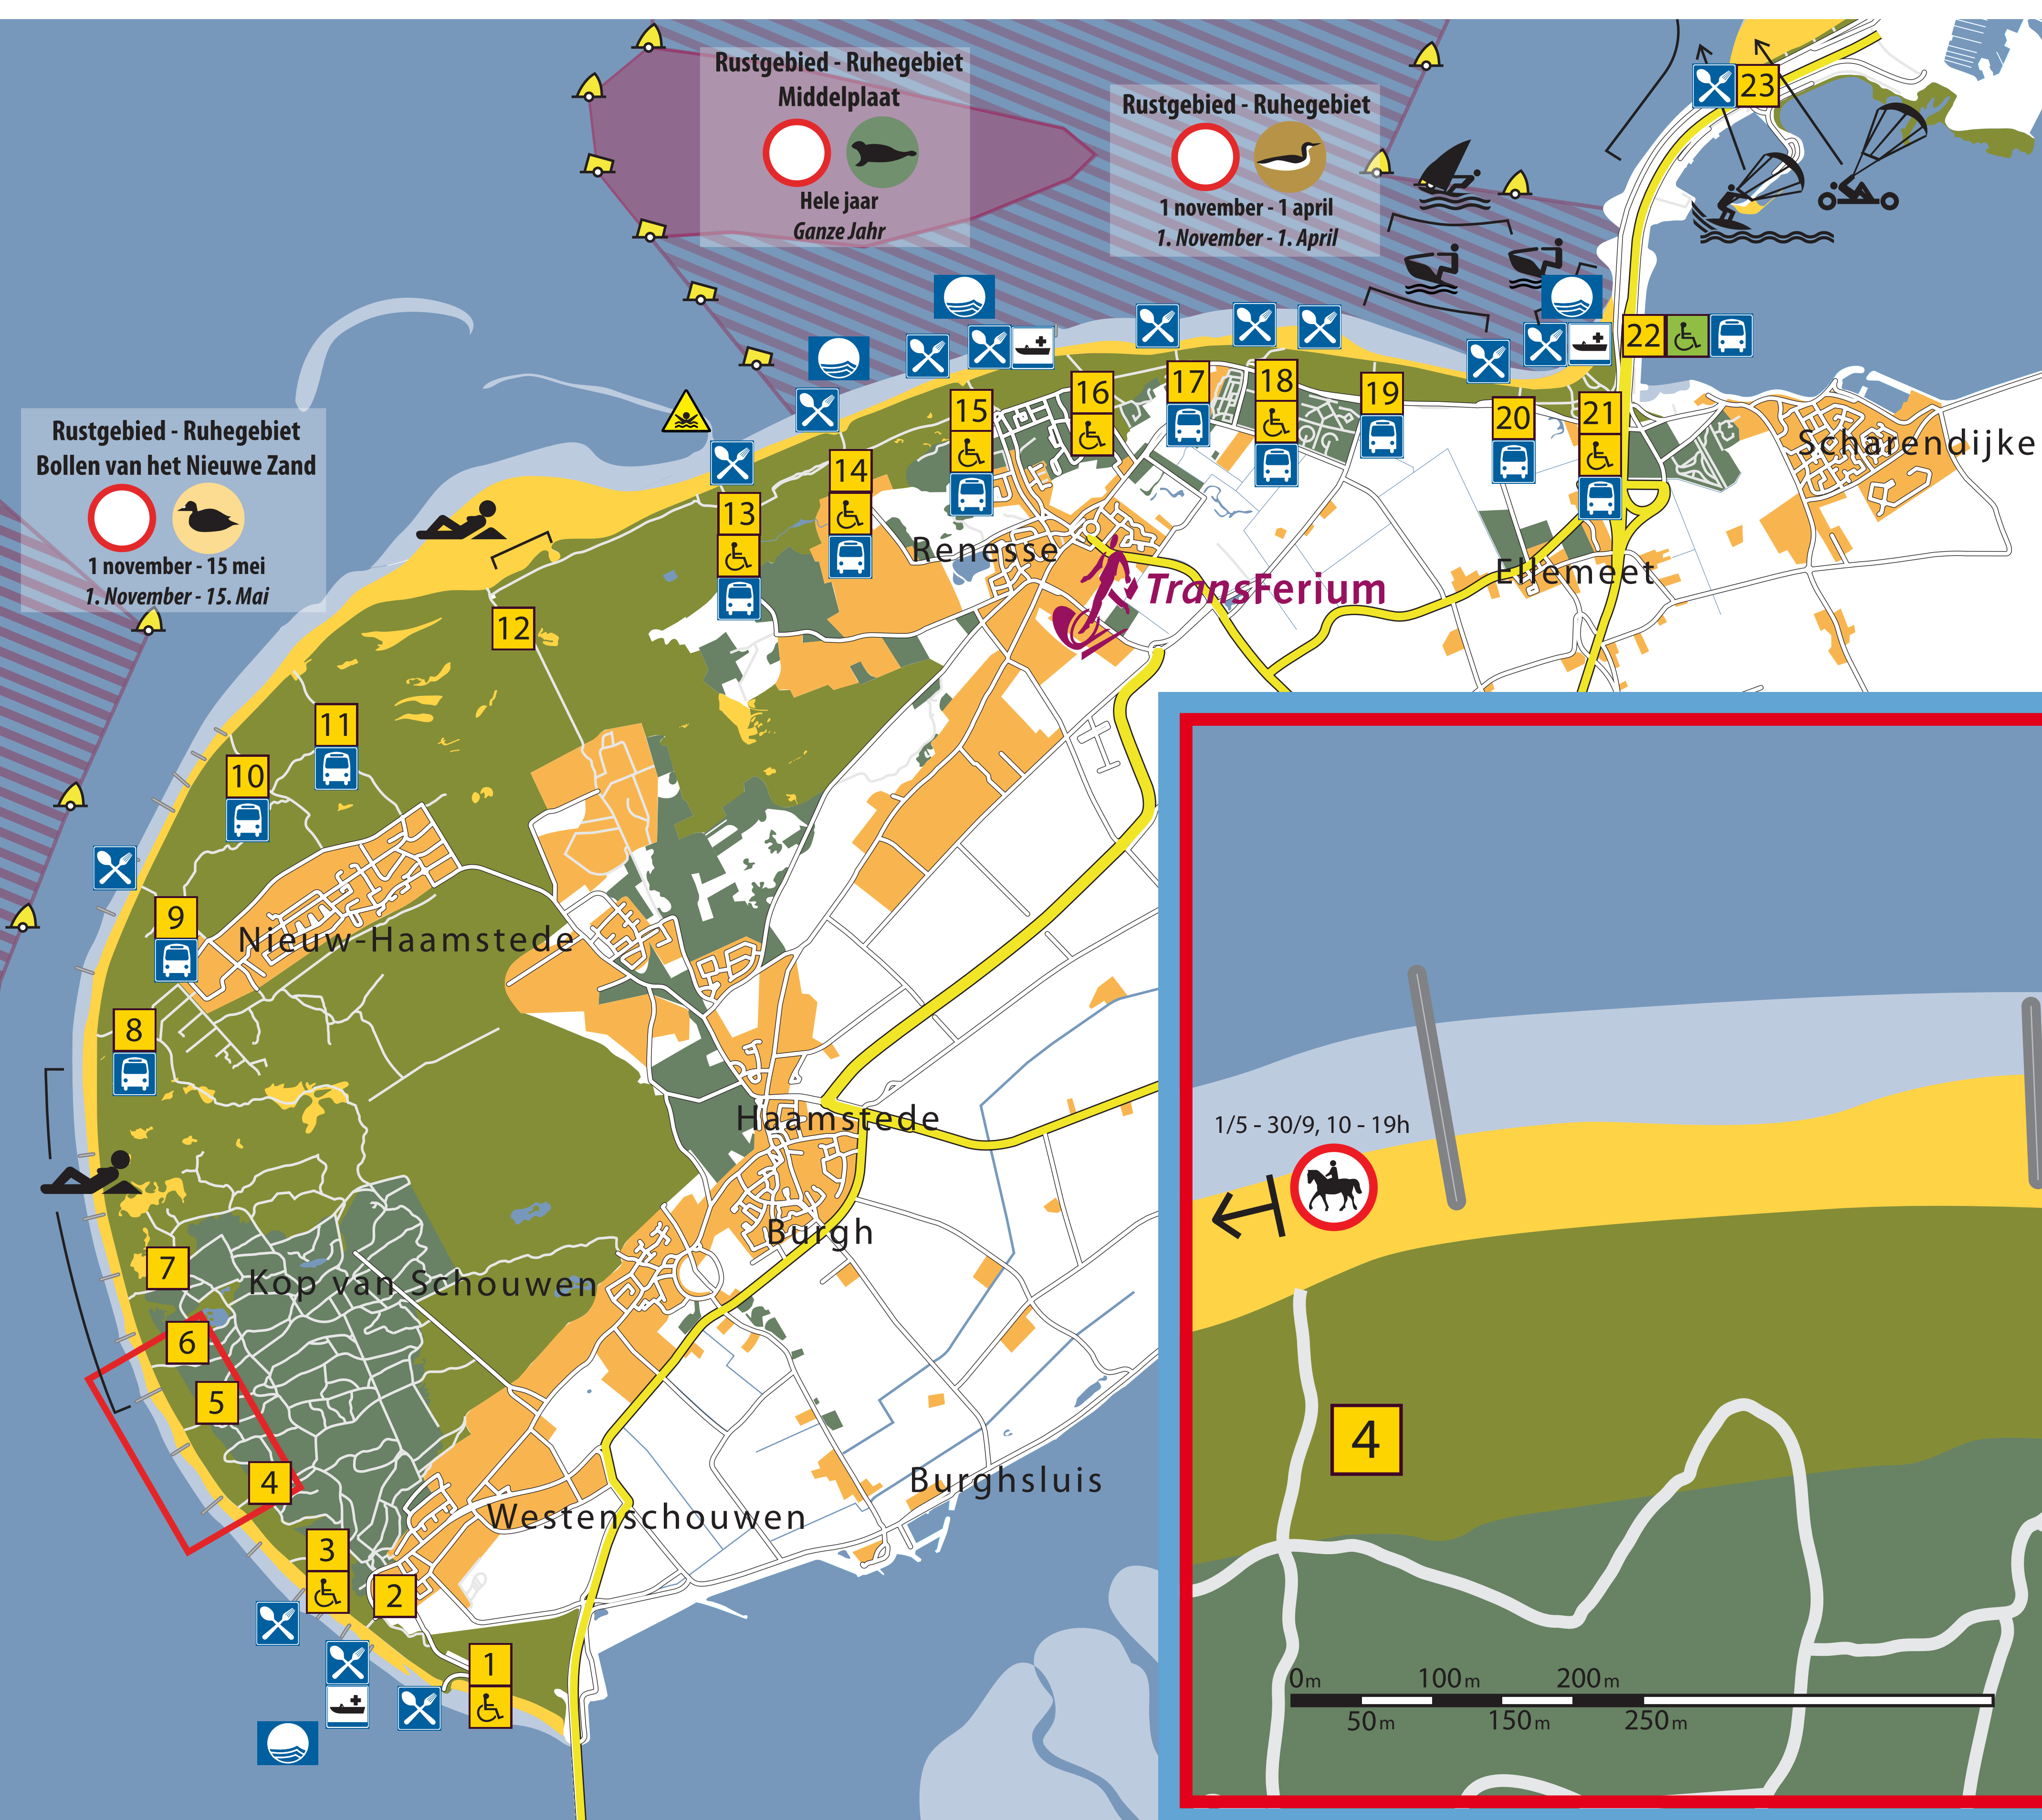 Rustgebied - Ruhegebiet
Middelplaat
Hele jaar
Ganze Jahr
Rustgebied - Ruhegebiet
1 november - 1 april
1. November - 1. April
23
22
Rustgebied - Ruhegebiet
Bollen van het Nieuwe Zand
1 november - 15 mei
1. November - 15. Mai
15
16
17
18
19
20
21
14
13
12
11
10
9
8
7
6
5
4
3
2
1
Scharendijke
Renesse
TransFerium
Ellemeet
Nieuw-Haamstede
Haamstede
Burgh
Kop van Schouwen
Burghsluis
Westenschouwen
1/5 - 30/9, 10 - 19h
4
0m 100m 200m
50m 150m 250m